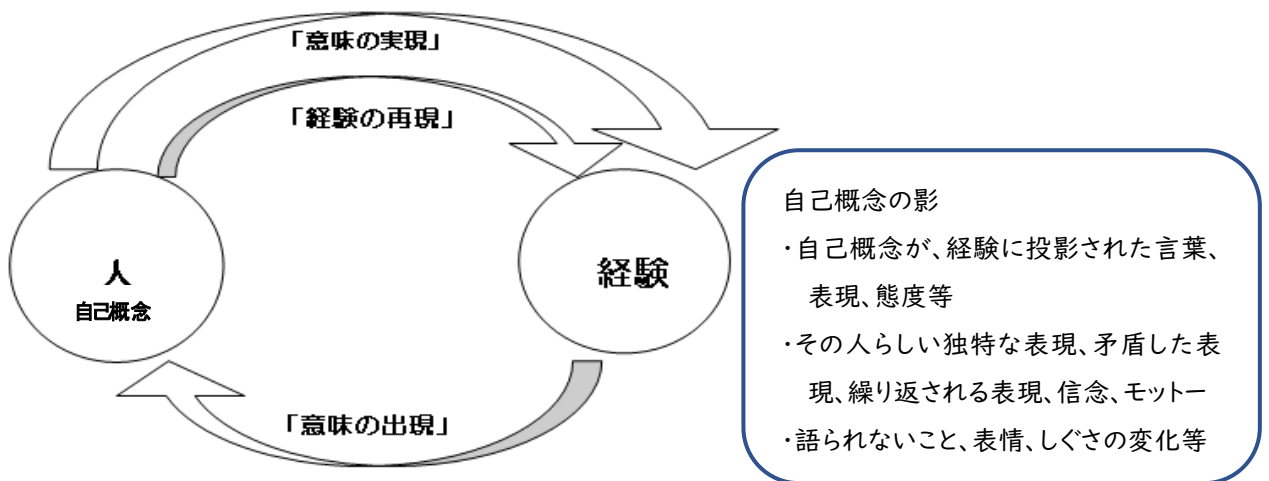 「意味の実現」
「経験の再現」
人
自己概念
経験
「意味の出現」
自己概念の影
・自己概念が、経験に投影された言葉、
表現、態度等
・その人らしい独特な表現、矛盾した表
現、繰り返される表現、信念、モットー
・語られないこと、表情、しぐさの変化等